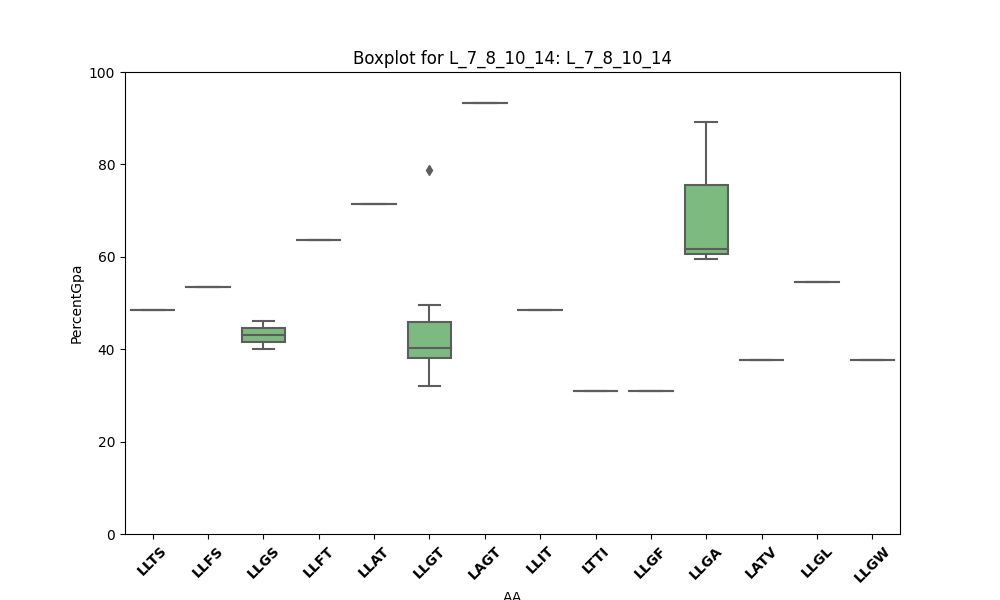 Boxplot for L_7_8_10_14: L_7_8_10_14
100
80
60
40
20
0
PercentGpa
LLTS
LLFS
LLGS
LLFT
LLAT
LLGT
LAGT
LLIT
LTTI
LLGF
LLGA
LATV
LLGL
LLGW
AA